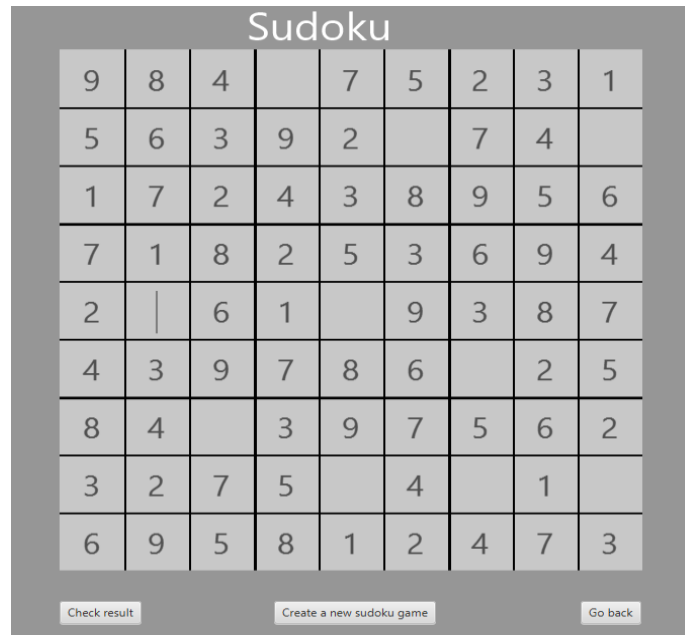 Sudoku
9 8 4 7 5 2 3 1
5 6 3 9 2 7 4
1 7 2 4 3 8 9 5 6
7 1 8 2 5 3 6 9 4
2 6 1 9 3 8 7
4 3 9 7 8 6 2 5
8 4 3 9 7 5 6 2
3 2 7 5 4 1
6 9 5 8 1 2 4 7 3
Check result Create a new sudoku game Go back